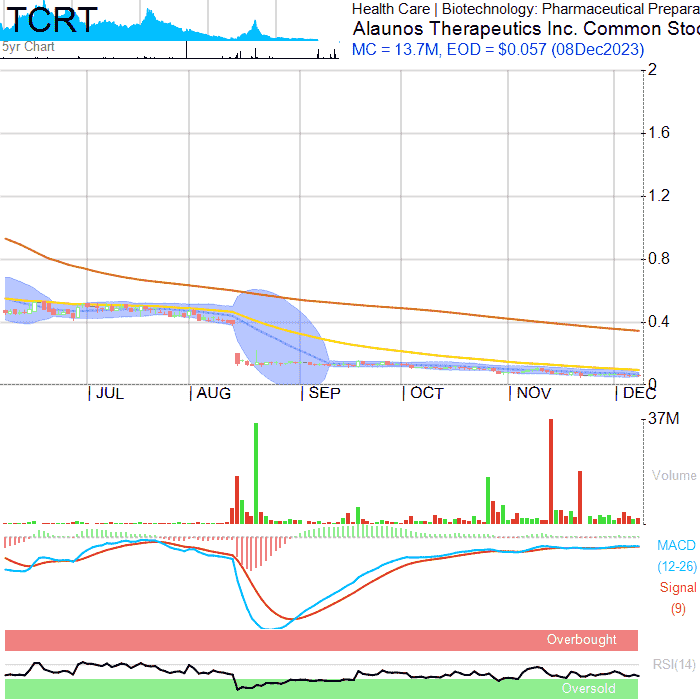 TCRT
5yr Chart
Health Care | Biotechnology: Pharmaceutical Prepara
Alaunos Therapeutics Inc. Common Stoc
MC = 13.7M, EOD = $0.057 (08Dec2023)
2
1.6
1.2
0.8
0.4
0
JUL AUG SEP OCT NOV DEC
37M
Volume
MACD
(12-26)
Signal
(9)
Overbought
RSI(14)
Oversold